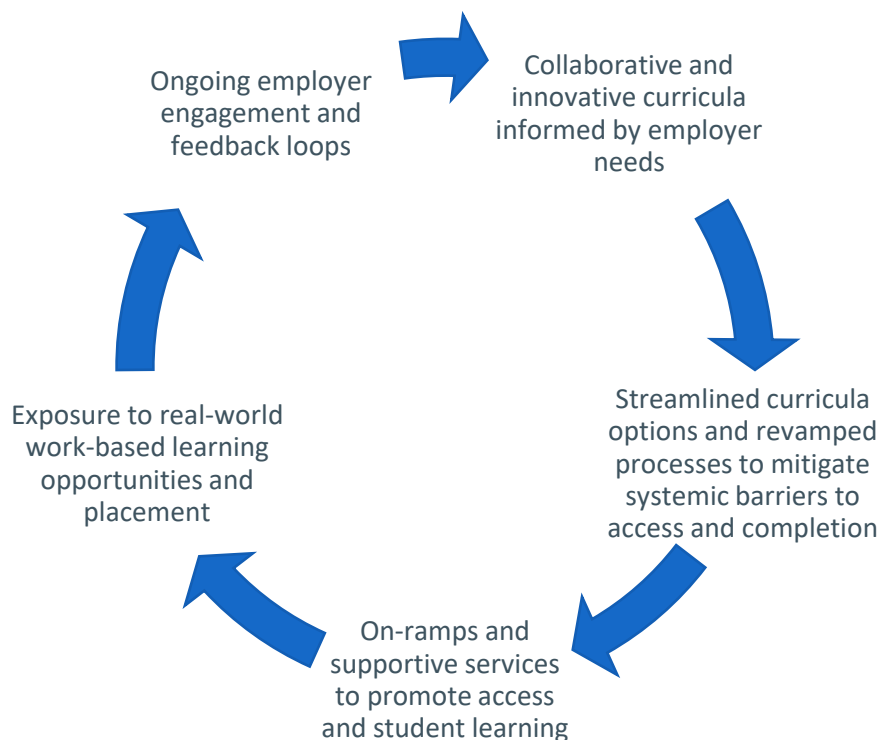 Ongoing employer
engagement and
feedback loops
Collaborative and
innovative curricula
informed by employer
needs
Streamlined curricula
options and revamped
processes to mitigate
systemic barriers to
access and completion
On-ramps and
supportive services
to promote access
and student learning
Exposure to real-world
work-based learning
opportunities and
placement